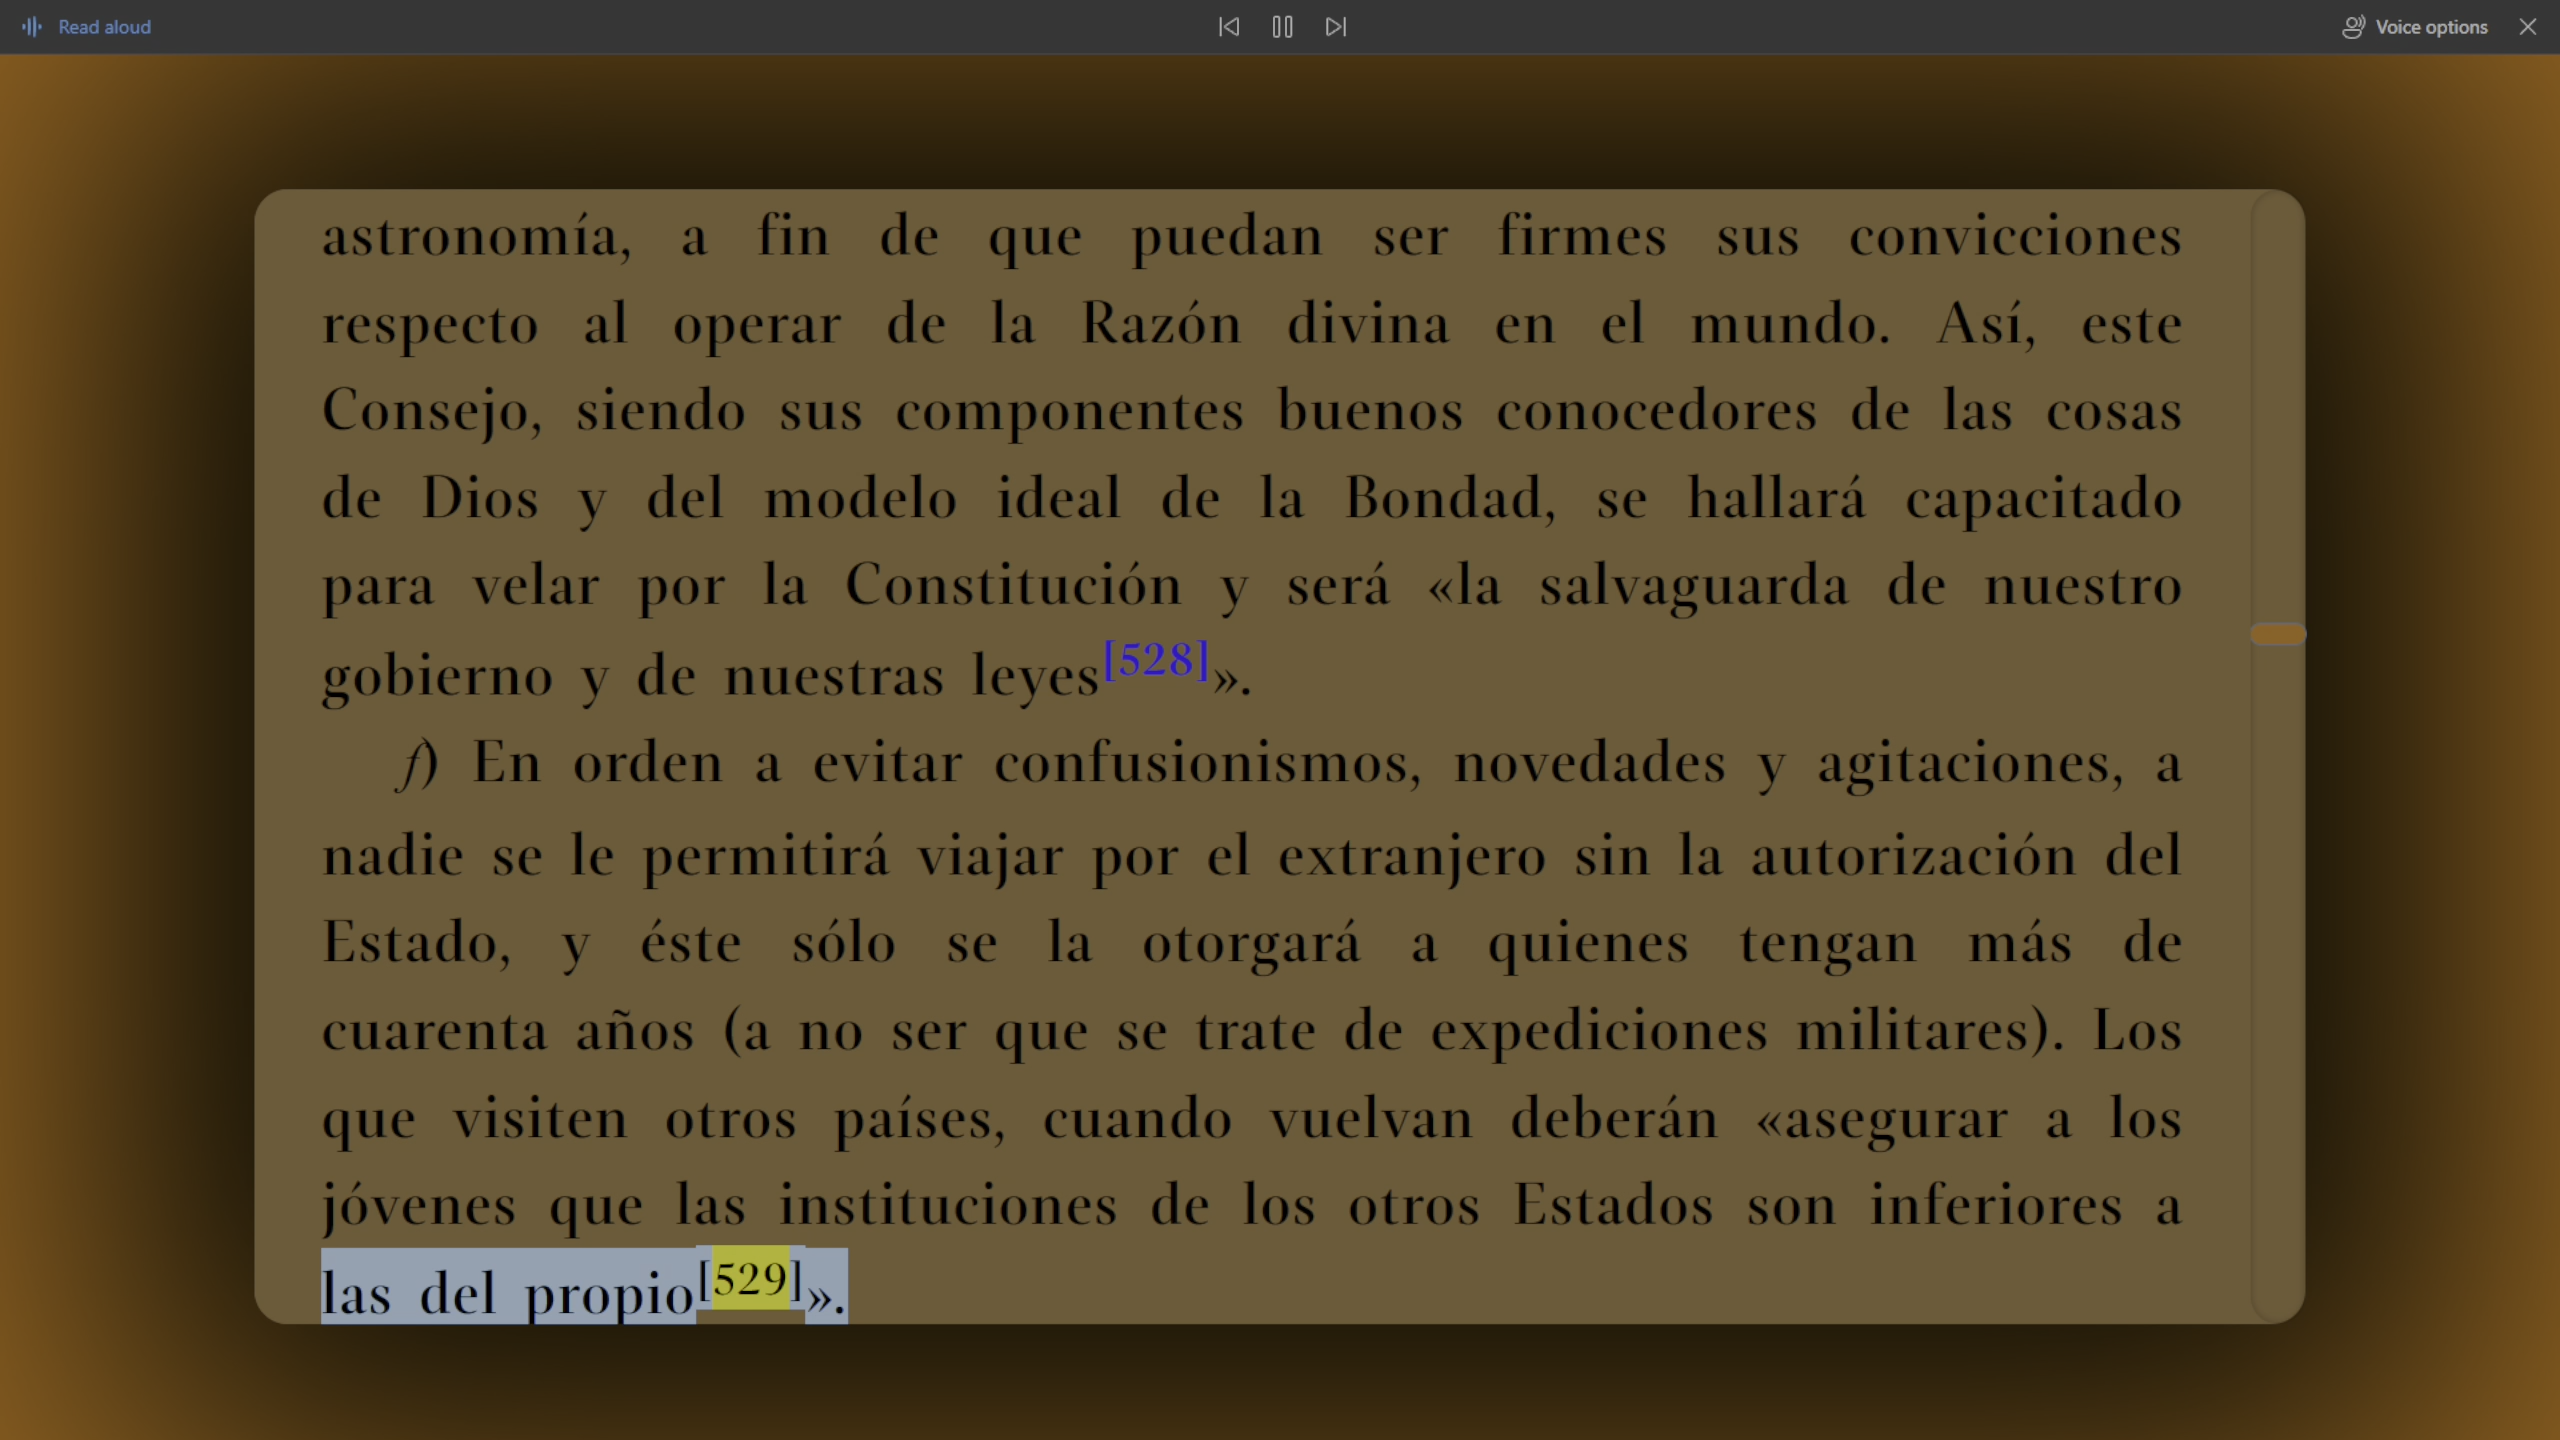 Read aloud
Voice options
astronomía, a fin de que puedan ser firmes sus convicciones
respecto al operar de la Razón divina en el mundo. Así, este
Consejo, siendo sus componentes buenos conocedores de las cosas
de Dios y del modelo ideal de la Bondad, se hallará capacitado
para velar por la Constitución y será «la salvaguarda de nuestro
gobierno y de nuestras leyes[528]».
f) En orden a evitar confusionismos, novedades y agitaciones, a
nadie se le permitirá viajar por el extranjero sin la autorización del
Estado, y éste sólo se la otorgará a quienes tengan más de
cuarenta años (a no ser que se trate de expediciones militares). Los
que visiten otros países, cuando vuelvan deberán «asegurar a los
jóvenes que las instituciones de los otros Estados son inferiores a
las del propio[529]».